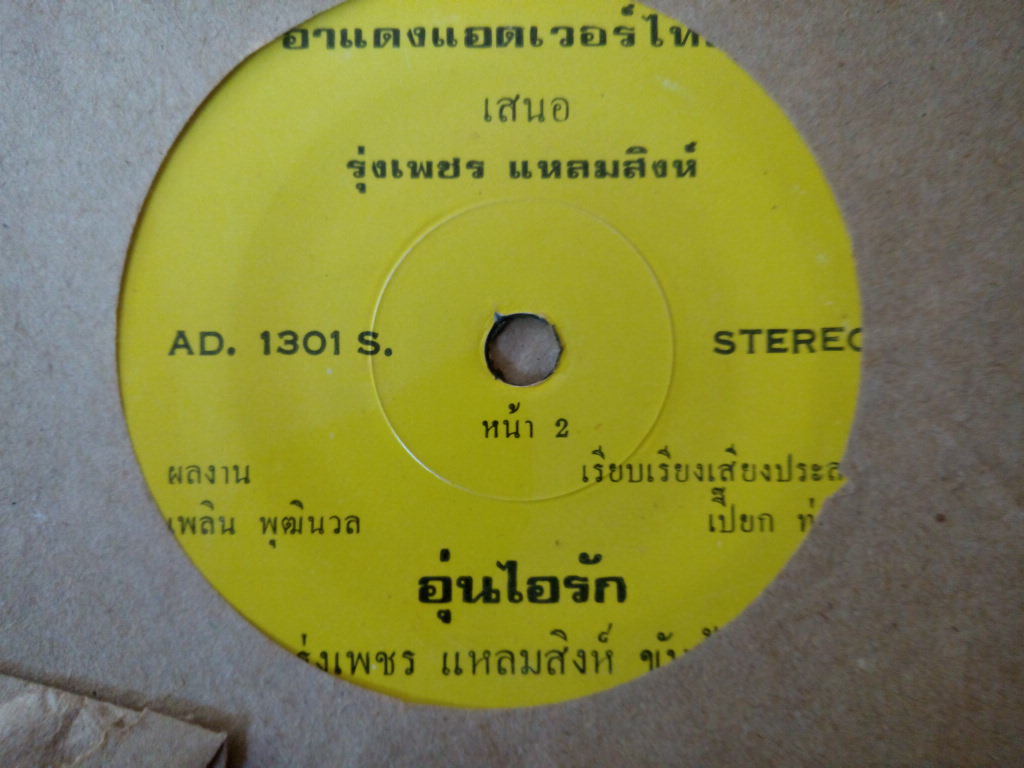 อาแดงแอดเวอร์ไท
เสนอ
รุ่งเพชร แหลมสิงห์
AD. 1301 S. STEREO
หน้า 2
ผลงาน เรียบเรียงเสียงประส
เพลิน พุฒินวล เปี๊ยก
อุ่นไอรัก
รุ่งเพชร แหลมสิงห์